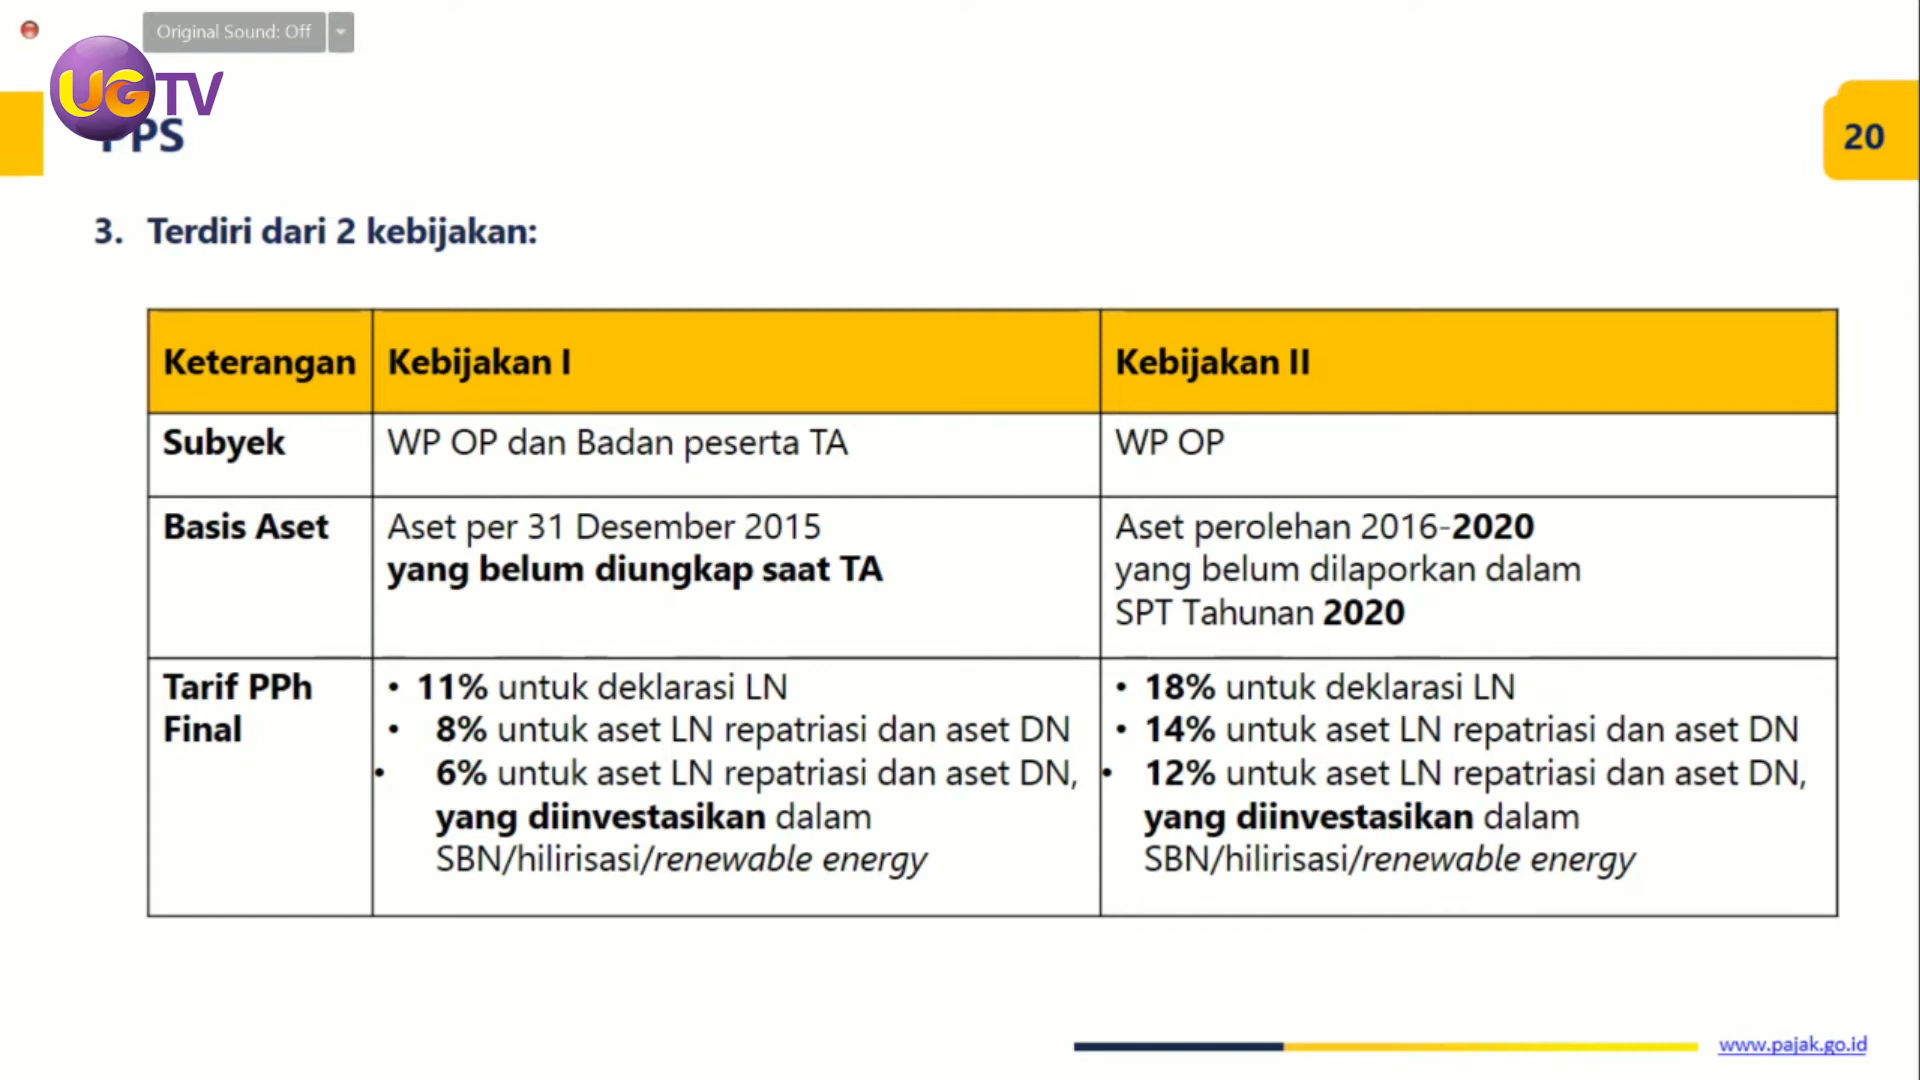 Original Sound: Off
UGTV
PPS
20
3. Terdiri dari 2 kebijakan:
Keterangan
Kebijakan I
Kebijakan II
Subyek
WP OP dan Badan peserta TA
WP OP
Basis Aset
Aset per 31 Desember 2015
yang belum diungkap saat TA
Aset perolehan 2016-2020
yang belum dilaporkan dalam
SPT Tahunan 2020
Tarif PPh
Final
• 11% untuk deklarasi LN
• 8% untuk aset LN repatriasi dan aset DN
• 6% untuk aset LN repatriasi dan aset DN,
yang diinvestasikan dalam
SBN/hilirisasi/renewable energy
• 18% untuk deklarasi LN
• 14% untuk aset LN repatriasi dan aset DN
• 12% untuk aset LN repatriasi dan aset DN,
yang diinvestasikan dalam
SBN/hilirisasi/renewable energy
www.pajak.go.id